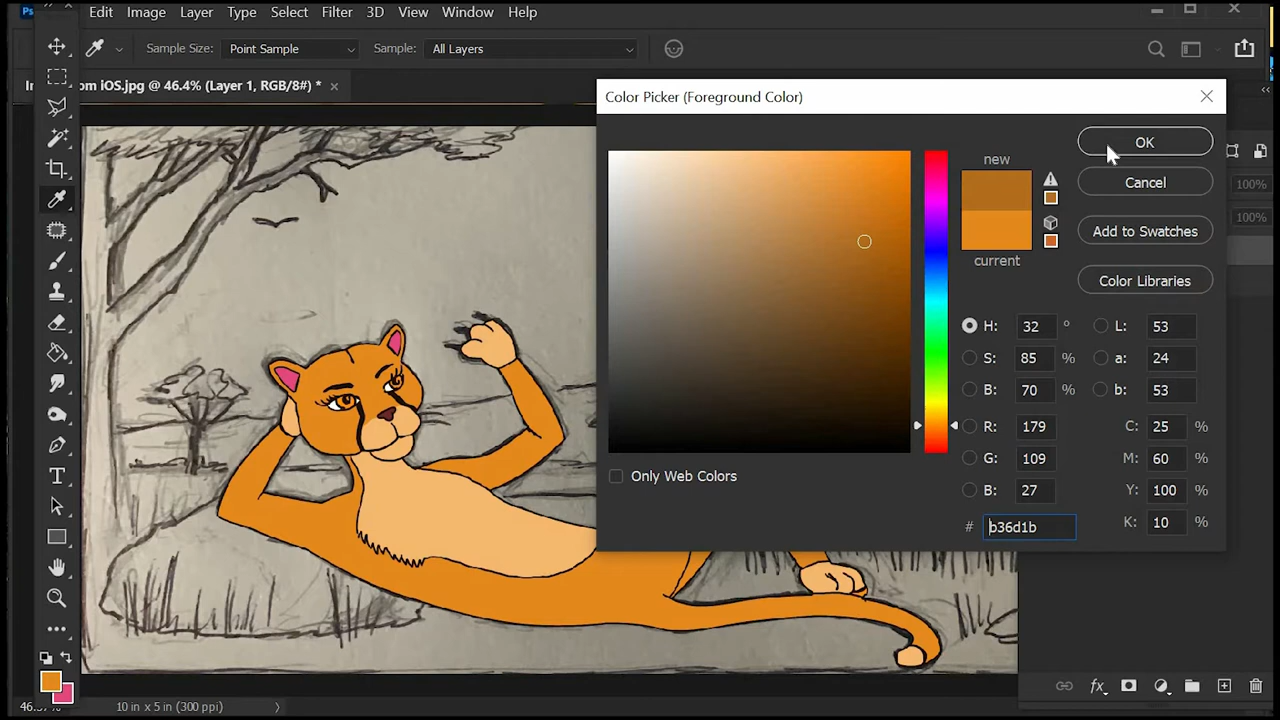 Ps Edit Image Layer Type Select Filter 3D View Window Help
Sample Size: Point Sample Sample: All Layers
om iOS.jpg @ 46.4% (Layer 1, RGB/8#) *
Color Picker (Foreground Color)
new
current
OK
Cancel
Add to Swatches
Color Libraries
H: 32 °
S: 85 %
B: 70 %
R: 179
G: 109
B: 27
# b36d1b
L: 53
a: 24
b: 53
C: 25 %
M: 60 %
Y: 100 %
K: 10 %
Only Web Colors
100%
100%
T
fx
10 in x 5 in (300 ppi)